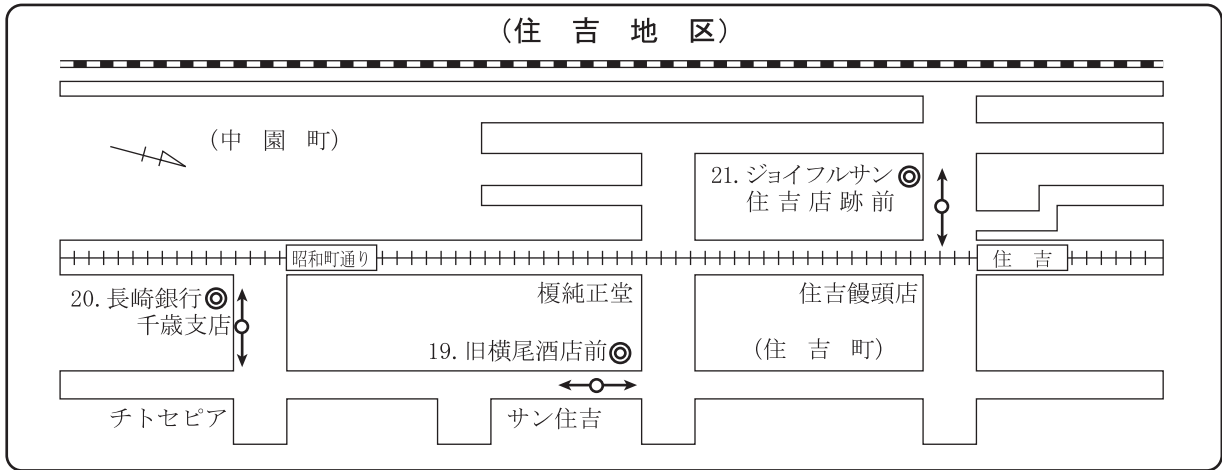 (住 吉 地 区)
(中 園 町)
21. ジョイフルサン
住 吉 店 跡 前
昭和町通り
住 吉
20. 長崎銀行
千歳支店
榎純正堂
住吉饅頭店
19. 旧横尾酒店前
(住 吉 町)
チトセピア
サン住吉